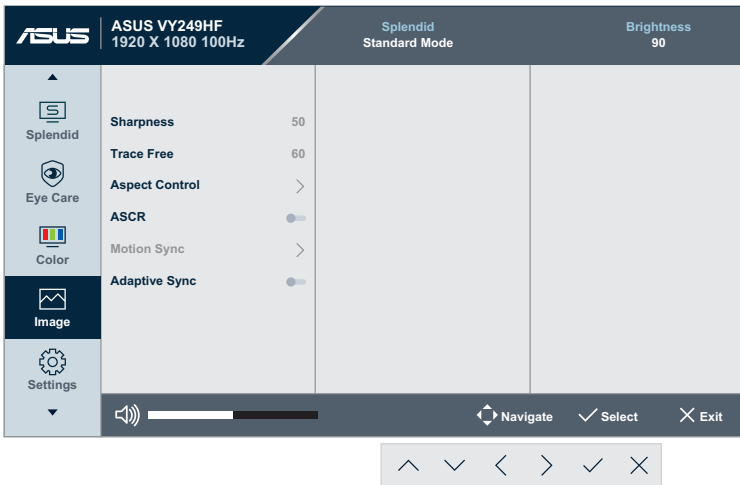 ASUS
ASUS VY249HF
1920 X 1080 100Hz
Splendid
Standard Mode
Brightness
90
Splendid
Eye Care
Color
Image
Settings
Sharpness 50
Trace Free 60
Aspect Control
ASCR
Motion Sync
Adaptive Sync
Navigate
Select
Exit